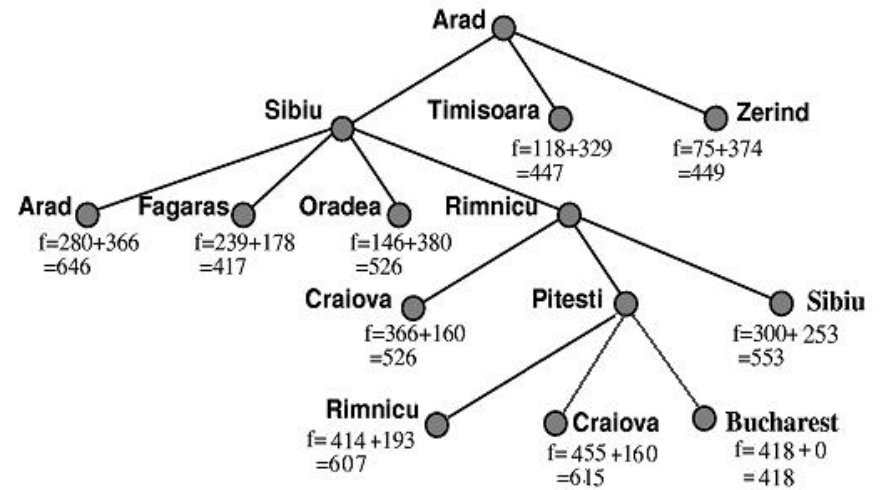 Arad
Sibiu
Timisoara
f=118+329
=447
Zerind
f=75+374
=449
Arad
f=280+366
=646
Fagaras
f=239+178
=417
Oradea
f=146+380
=526
Rimnicu
Craiova
f=366+160
=526
Pitesti
Sibiu
f=300+ 253
=553
Rimnicu
f= 414 +193
=607
Craiova
f= 455 +160
=615
Bucharest
f= 418 + 0
= 418